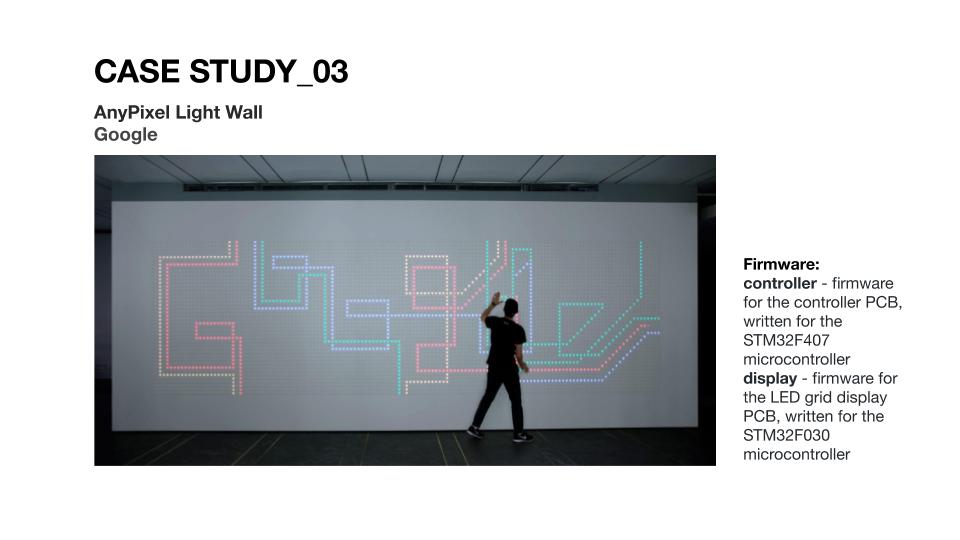 CASE STUDY_03
AnyPixel Light Wall
Google
Firmware:
controller - firmware
for the controller PCB,
written for the
STM32F407
microcontroller
display - firmware for
the LED grid display
PCB, written for the
STM32F030
microcontroller